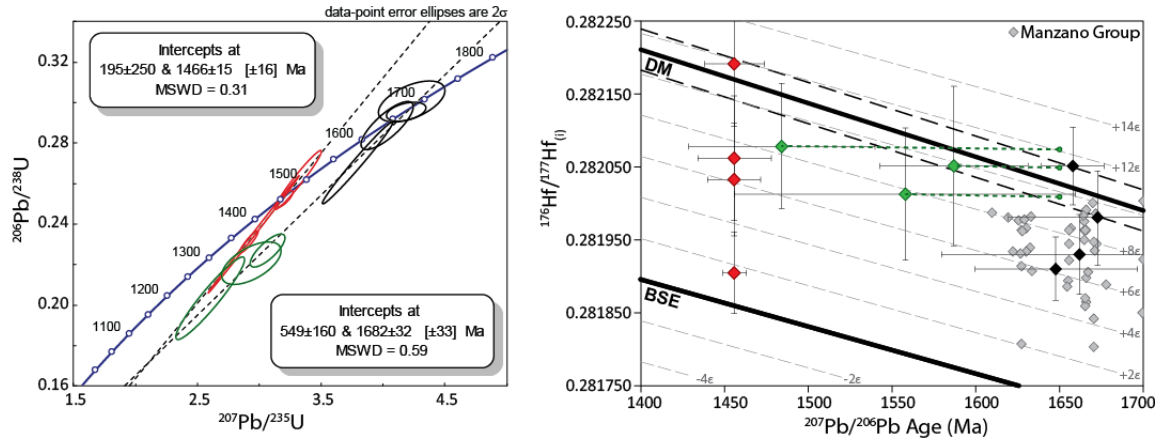 data-point error ellipses are 2σ
Intercepts at
195±250 & 1466±15 [±16] Ma
MSWD = 0.31
Intercepts at
549±160 & 1682±32 [±33] Ma
MSWD = 0.59
1100
1200
1300
1400
1500
1600
1700
1800
0.32
0.28
0.24
0.20
0.16
1.5
2.5
3.5
4.5
206Pb/238U
207Pb/235U
Manzano Group
DM
BSE
+14ε
+12ε
+8ε
+6ε
+4ε
+2ε
-2ε
-4ε
0.282250
0.282150
0.282050
0.281950
0.281850
0.281750
1400
1450
1500
1550
1600
1650
1700
176Hf/177Hf(i)
207Pb/206Pb Age (Ma)